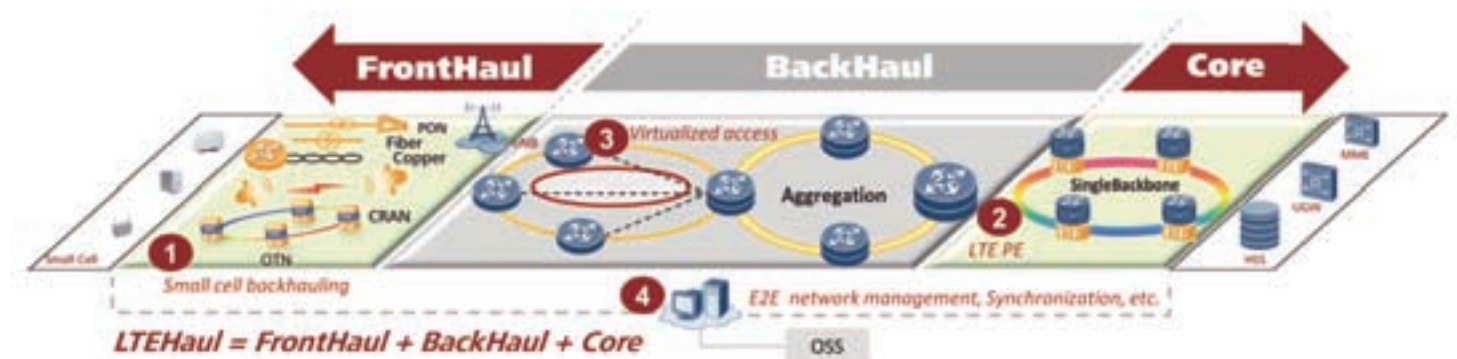 FrontHaul
BackHaul
Core
PON
Fiber
Copper
CRAN
OTN
eNB
3
Virtualized access
Aggregation
SingleBackbone
2
LTE PE
MME
UGW
HSS
Small Cell
1
Small cell backhauling
4
E2E network management, Synchronization, etc.
LTEHaul = FrontHaul + BackHaul + Core
OSS